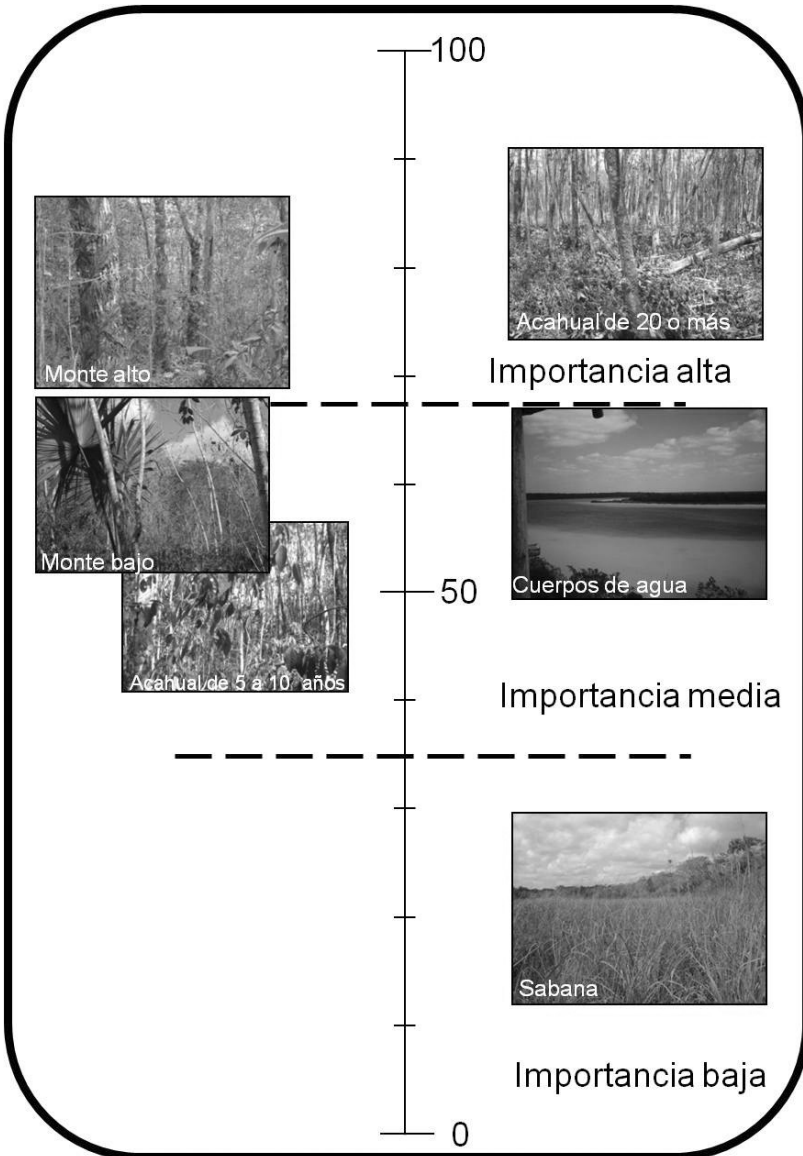 100
Acahual de 20 o más
Monte alto
Importancia alta
Monte bajo
Cuerpos de agua
50
Acahual de 5 a 10 años
Importancia media
Sabana
Importancia baja
0